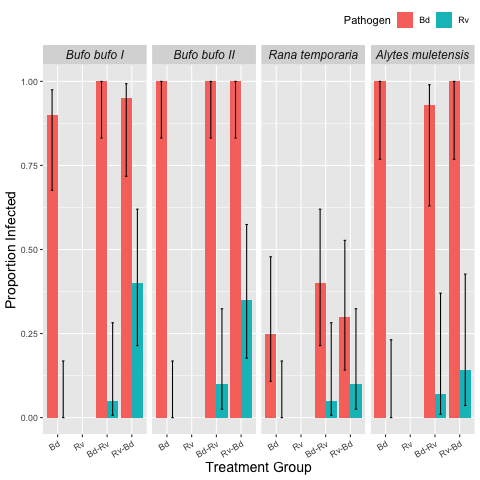 Pathogen Bd Rv
Bufo bufo I Bufo bufo II Rana temporaria Alytes muletensis
1.00
0.75
0.50
0.25
0.00
Proportion Infected
Bd Rv Bd-Rv Rv-Bd Bd Rv Bd-Rv Rv-Bd Bd Rv Bd-Rv Rv-Bd Bd Rv Bd-Rv Rv-Bd
Treatment Group